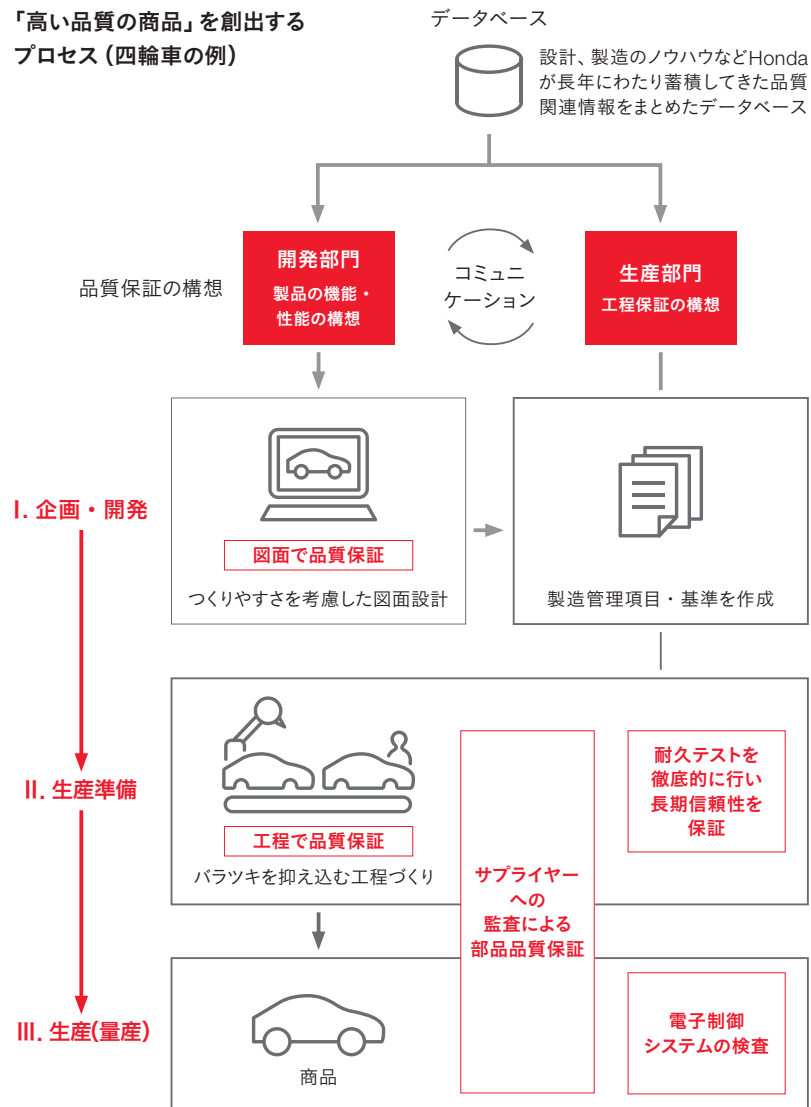 「高い品質の商品」を創出する
プロセス（四輪車の例）
データベース
設計、製造のノウハウなどHonda
が長年にわたり蓄積してきた品質
関連情報をまとめたデータベース
品質保証の構想
開発部門
製品の機能・
性能の構想
コミュニ
ケーション
生産部門
工程保証の構想
Ⅰ. 企画・開発
図面で品質保証
つくりやすさを考慮した図面設計
製造管理項目・基準を作成
Ⅱ. 生産準備
工程で品質保証
バラツキを抑え込む工程づくり
サプライヤー
への
監査による
部品品質保証
耐久テストを
徹底的に行い
長期信頼性を
保証
Ⅲ. 生産(量産)
商品
電子制御
システムの検査